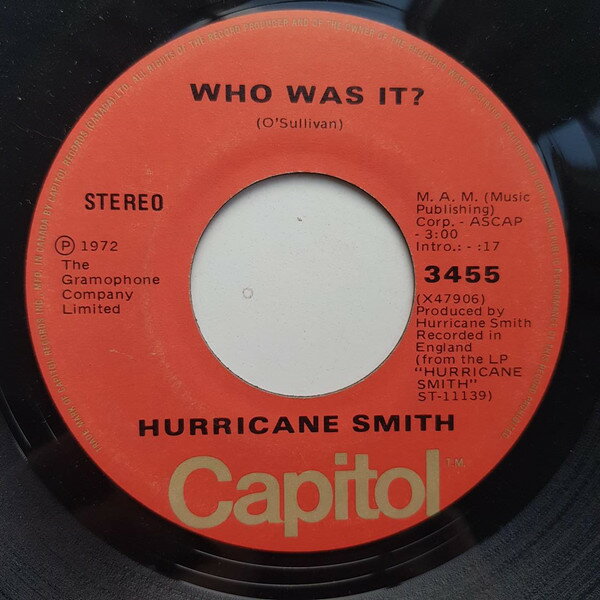 WHO WAS IT?
(O'Sullivan)
STEREO
Ⓟ 1972
The
Gramophone
Company
Limited
M. A. M. (Music
Publishing)
Corp. - ASCAP
- 3:00
Intro.: - :17
3455
(X47906)
Produced by
Hurricane Smith
Recorded in
England
(from the LP
"HURRICANE
SMITH"
ST-11139)
HURRICANE SMITH
Capitol
T.M.